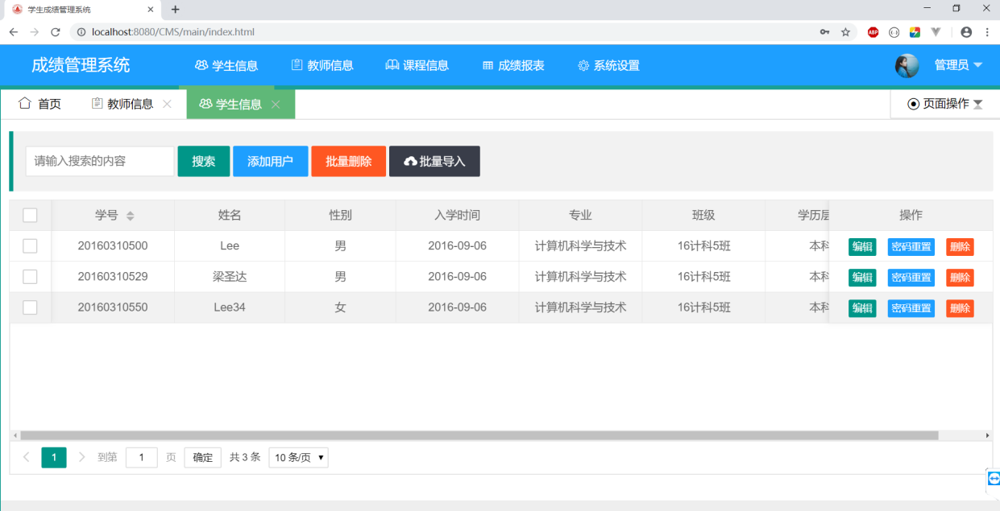 学生成绩管理系统
localhost:8080/CMS/main/index.html
ABP
成绩管理系统 学生信息 教师信息 课程信息 成绩报表 系统设置 管理员
首页 教师信息 学生信息 页面操作
请输入搜索的内容 搜索 添加用户 批量删除 批量导入
学号 姓名 性别 入学时间 专业 班级 学历层 操作
20160310500 Lee 男 2016-09-06 计算机科学与技术 16计科5班 本科 编辑 密码重置 删除
20160310529 梁圣达 男 2016-09-06 计算机科学与技术 16计科5班 本科 编辑 密码重置 删除
20160310550 Lee34 女 2016-09-06 计算机科学与技术 16计科5班 本科 编辑 密码重置 删除
1 到第 1 页 确定 共 3 条 10 条/页